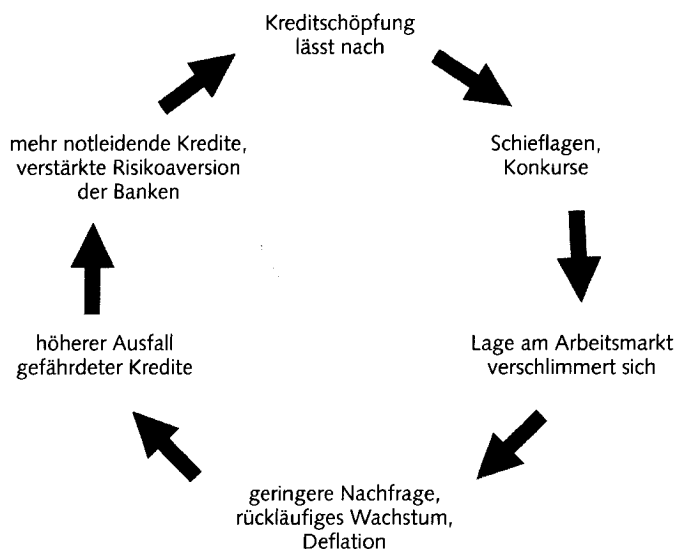 Kreditschöpfung
lässt nach
Schieflagen,
Konkurse
Lage am Arbeitsmarkt
verschlimmert sich
geringere Nachfrage,
rückläufiges Wachstum,
Deflation
höherer Ausfall
gefährdeter Kredite
mehr notleidende Kredite,
verstärkte Risikoaversion
der Banken